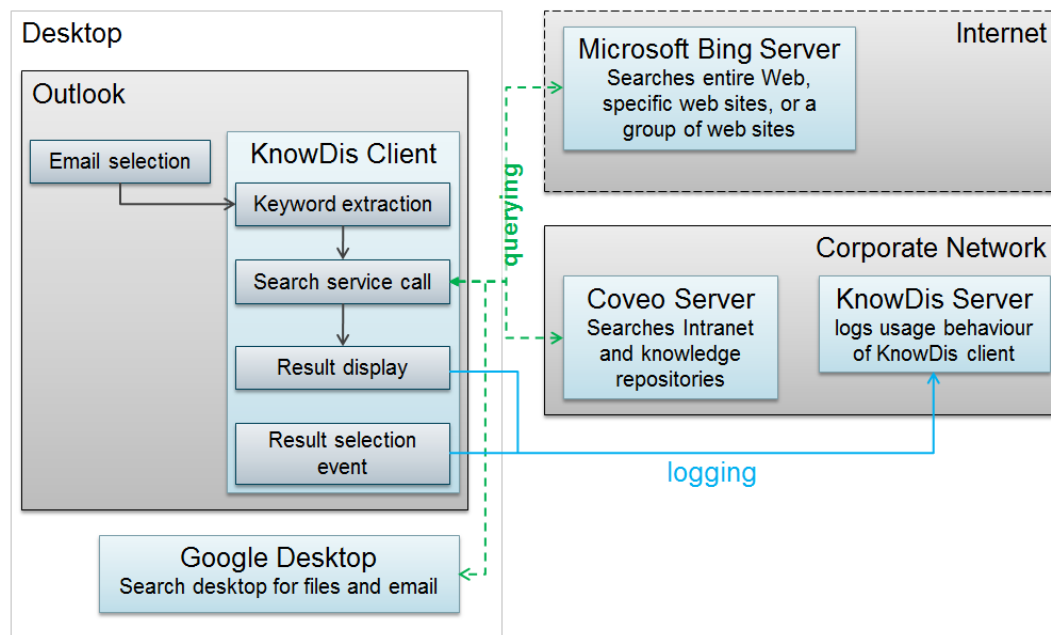 Desktop
Outlook
Email selection
KnowDis Client
Keyword extraction
Search service call
Result display
Result selection
event
Google Desktop
Search desktop for files and email
querying
Internet
Microsoft Bing Server
Searches entire Web,
specific web sites, or a
group of web sites
Corporate Network
Coveo Server
Searches Intranet
and knowledge
repositories
KnowDis Server
logs usage behaviour
of KnowDis client
logging